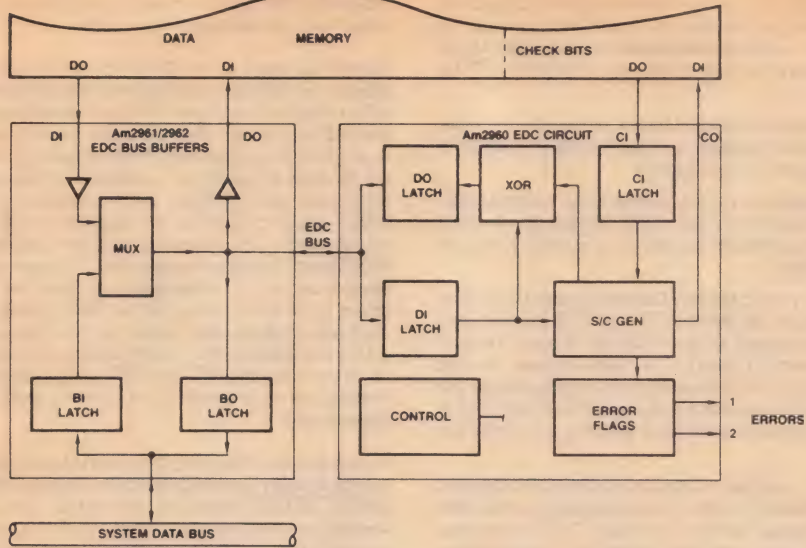 DATA MEMORY
CHECK BITS
DO DI DO DI
DI Am2961/2962 DO
EDC BUS BUFFERS
Am2960 EDC CIRCUIT CI CO
MUX
EDC
BUS
DO
LATCH
XOR
CI
LATCH
DI
LATCH
S/C GEN
BI
LATCH
BO
LATCH
CONTROL
ERROR
FLAGS
1
2
ERRORS
SYSTEM DATA BUS